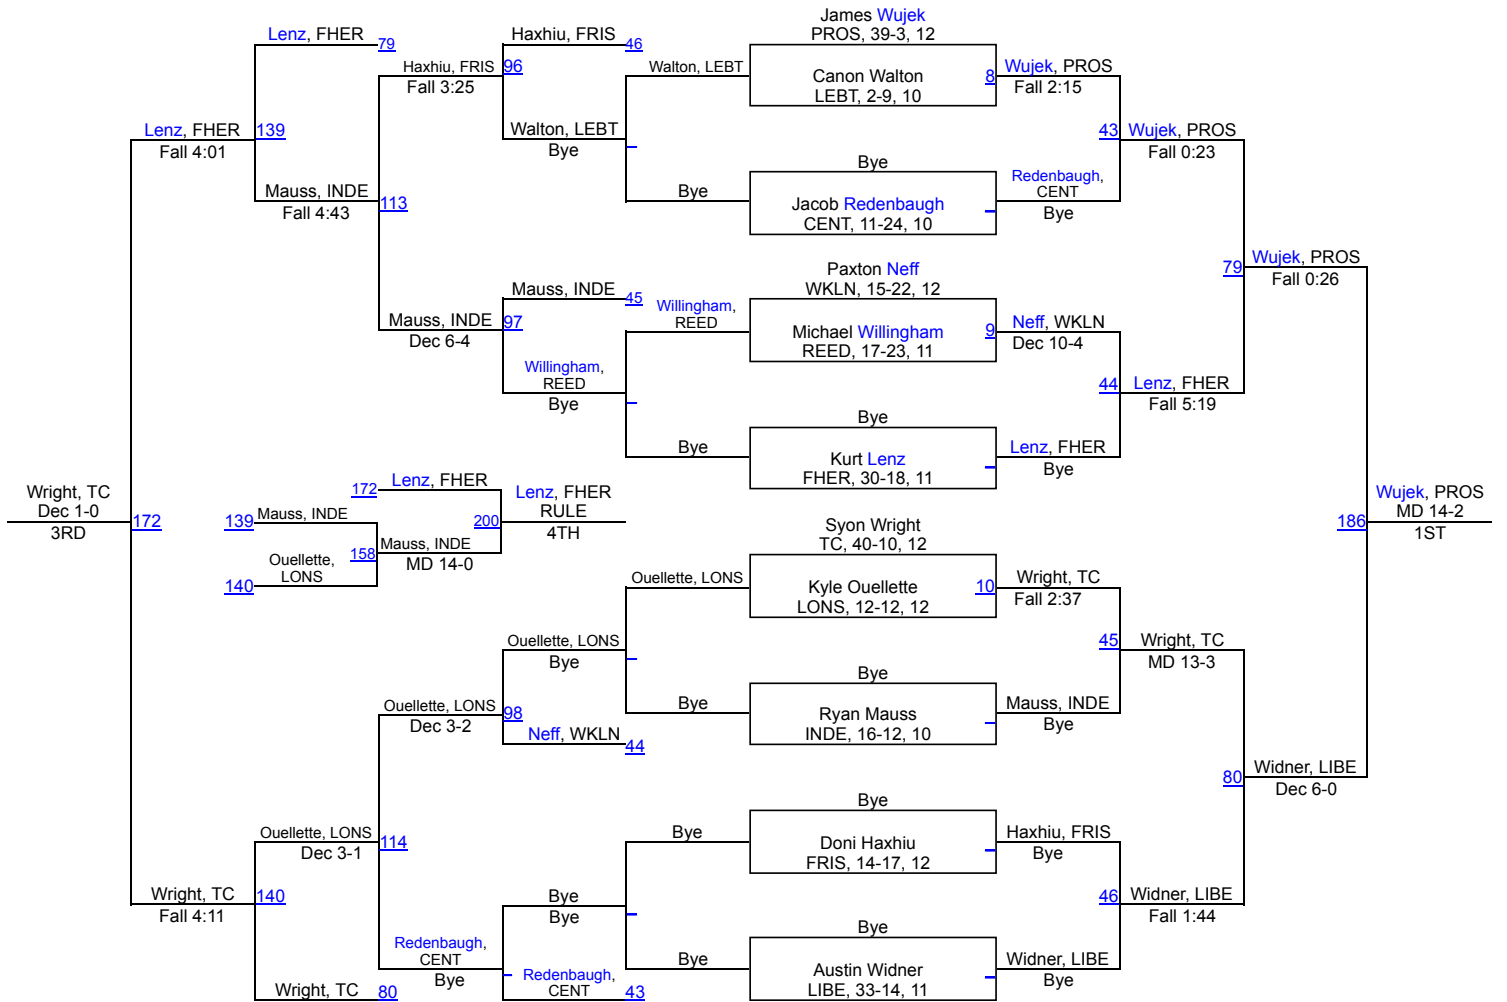 James Wujek
PROS, 39-3, 12
Lenz, FHER
79
Haxhiu, FRIS
46
Haxhiu, FRIS
96
Fall 3:25
Walton, LEBT
Canon Walton
LEBT, 2-9, 10
8
Wujek, PROS
Fall 2:15
Lenz, FHER
139
Fall 4:01
Walton, LEBT
Bye
43
Wujek, PROS
Fall 0:23
Bye
Mauss, INDE
113
Fall 4:43
Bye
Jacob Redenbaugh
CENT, 11-24, 10
Redenbaugh,
CENT
Bye
Paxton Neff
WKLN, 15-22, 12
79
Wujek, PROS
Fall 0:26
Mauss, INDE
45
Mauss, INDE
97
Dec 6-4
Willingham,
REED
Michael Willingham
REED, 17-23, 11
9
Neff, WKLN
Dec 10-4
Willingham,
REED
Bye
44
Lenz, FHER
Fall 5:19
Bye
Bye
Kurt Lenz
FHER, 30-18, 11
Lenz, FHER
Bye
Wright, TC
Dec 1-0
3RD
172
172
Lenz, FHER
139
Mauss, INDE
Ouellette,
LONS
140
158
Mauss, INDE
MD 14-0
200
Lenz, FHER
RULE
4TH
186
Wujek, PROS
MD 14-2
1ST
Syon Wright
TC, 40-10, 12
Ouellette, LONS
Kyle Ouellette
LONS, 12-12, 12
10
Wright, TC
Fall 2:37
Ouellette, LONS
Bye
45
Wright, TC
MD 13-3
Bye
Ouellette, LONS
98
Dec 3-2
Neff, WKLN
44
Bye
Ryan Mauss
INDE, 16-12, 10
Mauss, INDE
Bye
80
Widner, LIBE
Dec 6-0
Bye
Ouellette, LONS
114
Dec 3-1
Bye
Doni Haxhiu
FRIS, 14-17, 12
Haxhiu, FRIS
Bye
Wright, TC
140
Fall 4:11
Bye
Bye
46
Widner, LIBE
Fall 1:44
Bye
Redenbaugh,
CENT
Bye
Bye
Austin Widner
LIBE, 33-14, 11
Widner, LIBE
Bye
Wright, TC
80
Redenbaugh,
CENT
43